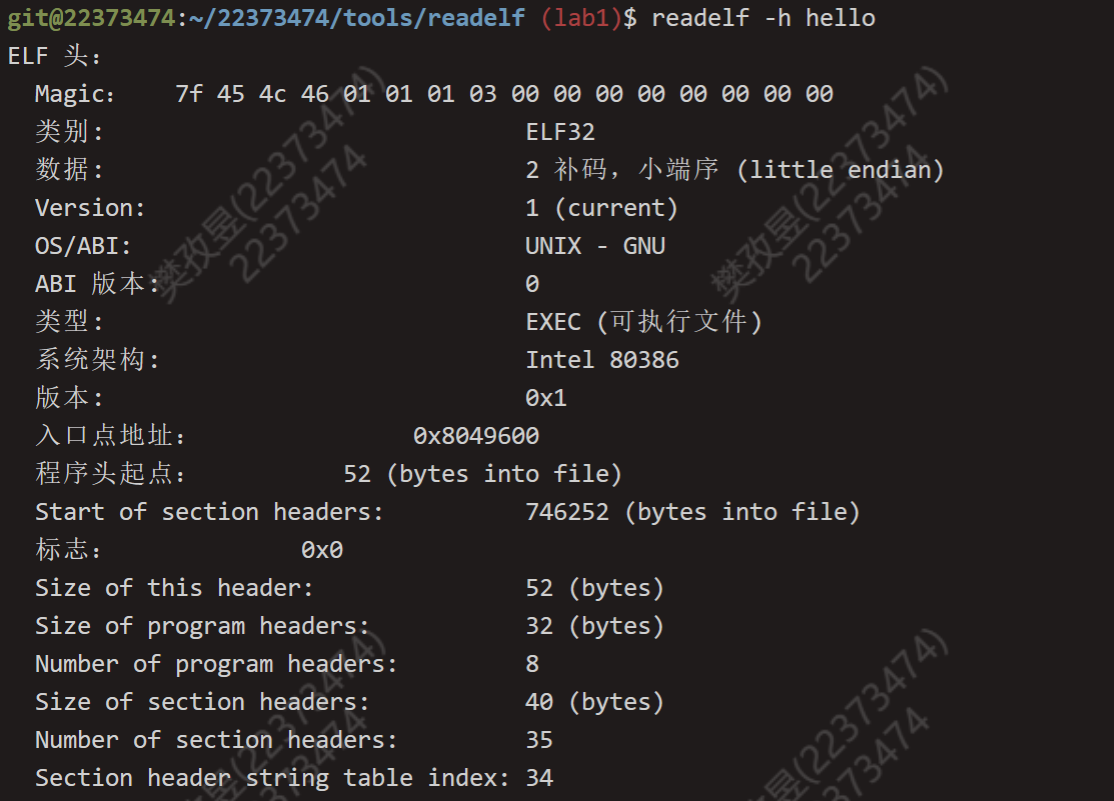 git@22373474:~/22373474/tools/readelf (lab1)$ readelf -h hello
ELF 头：
  Magic：    7f 45 4c 46 01 01 01 03 00 00 00 00 00 00 00 00
  类别:                              ELF32
  数据:                              2 补码，小端序 (little endian)
  Version:                           1 (current)
  OS/ABI:                            UNIX - GNU
  ABI 版本:                          0
  类型:                              EXEC (可执行文件)
  系统架构:                          Intel 80386
  版本:                              0x1
  入口点地址：                0x8049600
  程序头起点：           52 (bytes into file)
  Start of section headers:          746252 (bytes into file)
  标志：              0x0
  Size of this header:               52 (bytes)
  Size of program headers:           32 (bytes)
  Number of program headers:         8
  Size of section headers:           40 (bytes)
  Number of section headers:         35
  Section header string table index: 34
樊孜昱(22373474)
22373474
樊孜昱(22373474)
22373474